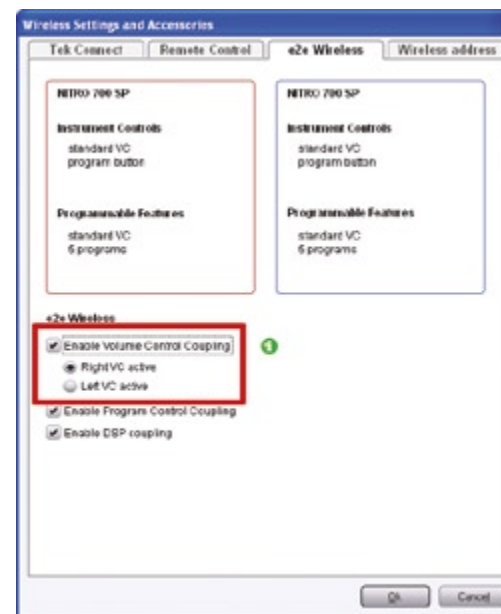 Wireless Settings and Accessories
Tek Connect
Remote Control
e2e Wireless
Wireless address
NITRO 700 SP
Instrument Controls
standard VC
program button
Programmable Features
standard VC
6 programs
NITRO 700 SP
Instrument Controls
standard VC
program button
Programmable Features
standard VC
6 programs
e2e Wireless
Enable Volume Control Coupling
1
Right VC active
Left VC active
Enable Program Control Coupling
Enable DSP coupling
Ok
Cancel